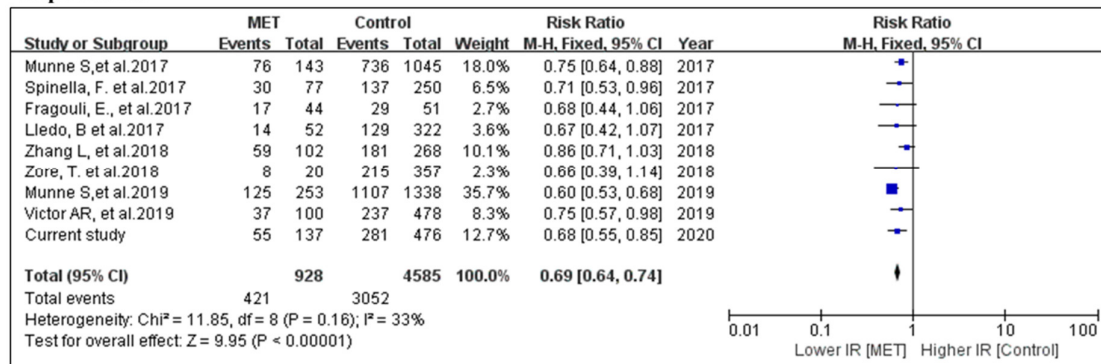 MET Control Risk Ratio Risk Ratio
Study or Subgroup Events Total Events Total Weight M-H, Fixed, 95% CI Year M-H, Fixed, 95% CI
Munne S,et al.2017 76 143 736 1045 18.0% 0.75 [0.64, 0.88] 2017
Spinella, F. et al.2017 30 77 137 250 6.5% 0.71 [0.53, 0.96] 2017
Fragouli, E., et al.2017 17 44 29 51 2.7% 0.68 [0.44, 1.06] 2017
Lledo, B et al.2017 14 52 129 322 3.6% 0.67 [0.42, 1.07] 2017
Zhang L, et al.2018 59 102 181 268 10.1% 0.86 [0.71, 1.03] 2018
Zore, T. et al.2018 8 20 215 357 2.3% 0.66 [0.39, 1.14] 2018
Munne S,et al.2019 125 253 1107 1338 35.7% 0.60 [0.53, 0.68] 2019
Victor AR, et al.2019 37 100 237 478 8.3% 0.75 [0.57, 0.98] 2019
Current study 55 137 281 476 12.7% 0.68 [0.55, 0.85] 2020
Total (95% CI) 928 4585 100.0% 0.69 [0.64, 0.74]
Total events 421 3052
Heterogeneity: Chi² = 11.85, df = 8 (P = 0.16); I² = 33%
Test for overall effect: Z = 9.95 (P < 0.00001)
0.01 0.1 1 10 100
Lower IR [MET] Higher IR [Control]